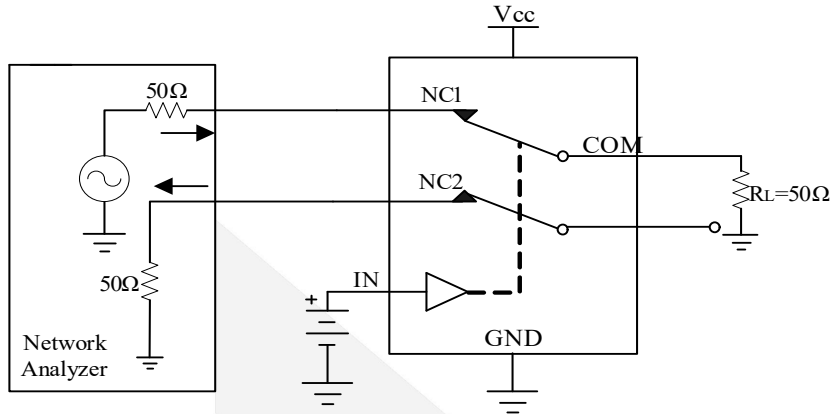 Vcc
50Ω
NC1
COM
NC2
RL=50Ω
50Ω
IN
+
GND
Network
Analyzer